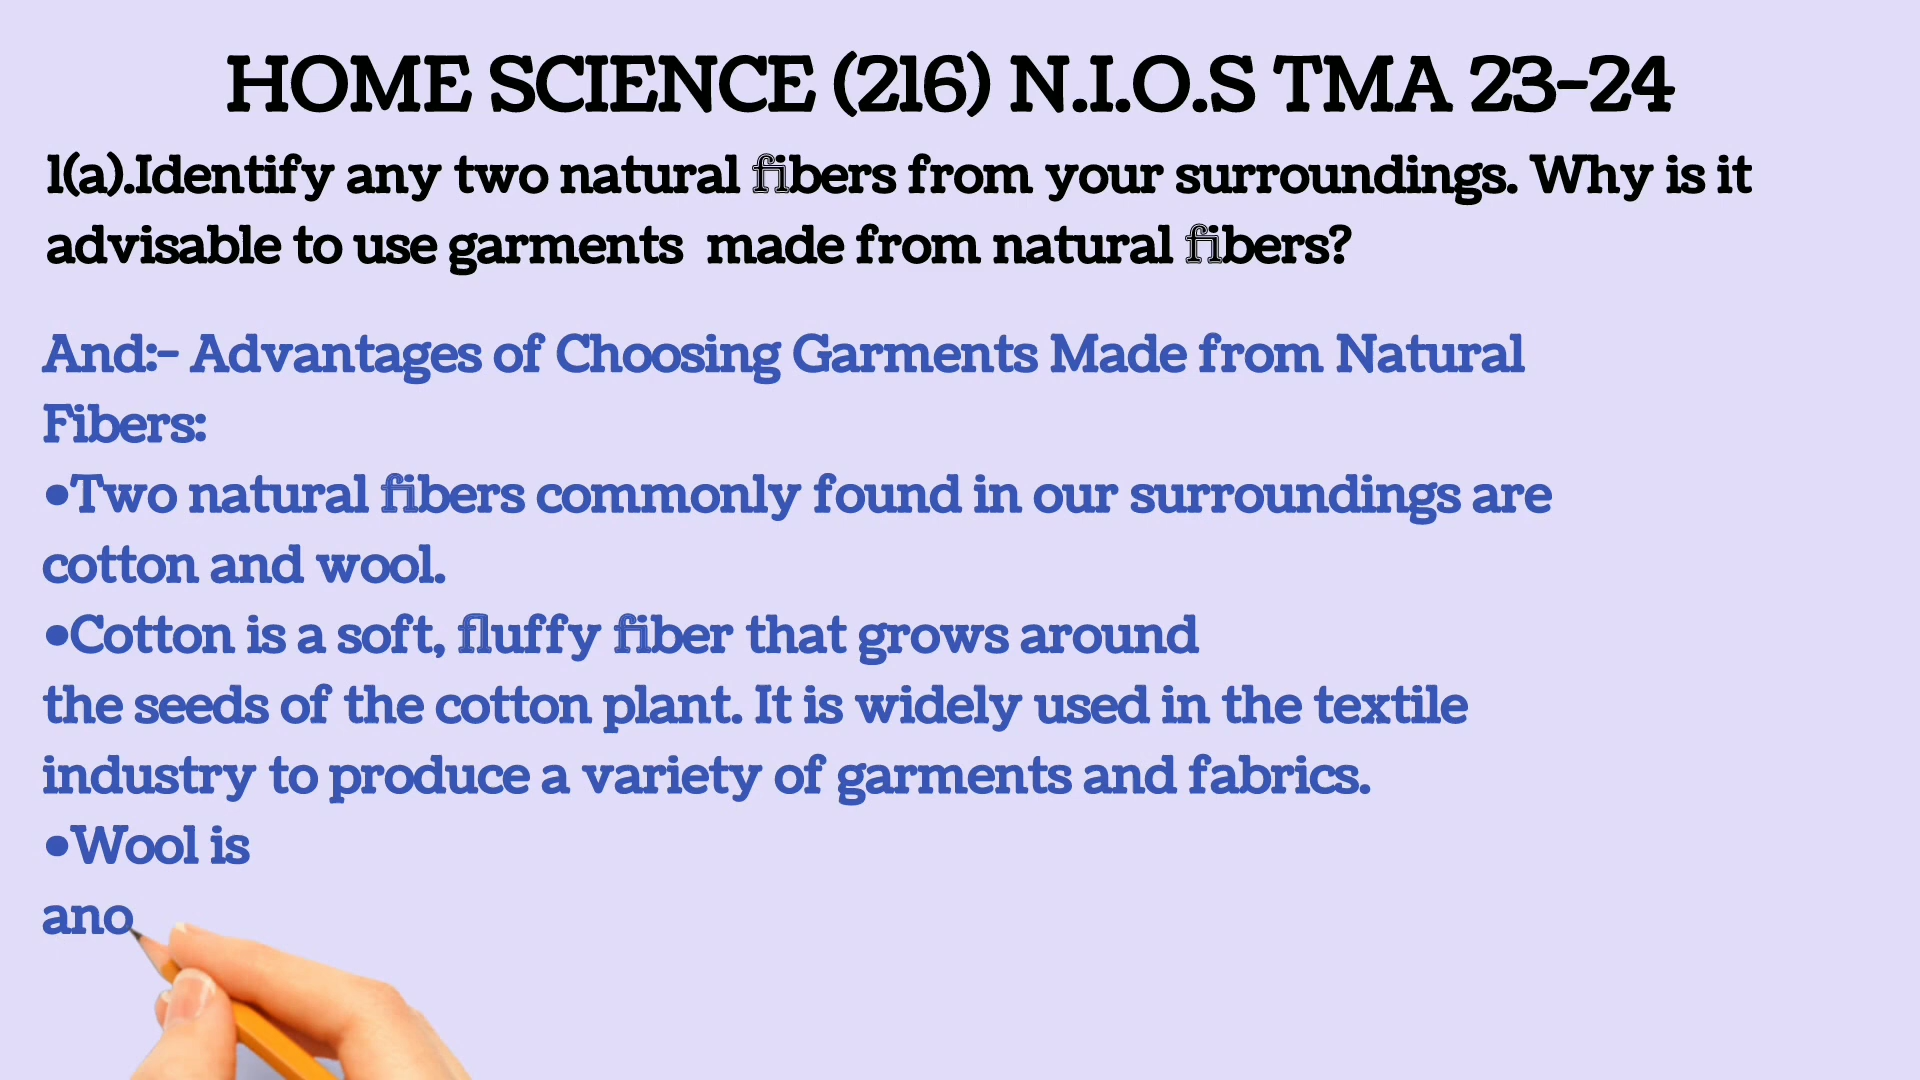 HOME SCIENCE (216) N.I.O.S TMA 23-24
1(a).Identify any two natural fibers from your surroundings. Why is it
advisable to use garments  made from natural fibers?
And:- Advantages of Choosing Garments Made from Natural
Fibers:
•Two natural fibers commonly found in our surroundings are
cotton and wool.
•Cotton is a soft, fluffy fiber that grows around
the seeds of the cotton plant. It is widely used in the textile
industry to produce a variety of garments and fabrics.
•Wool is
ano